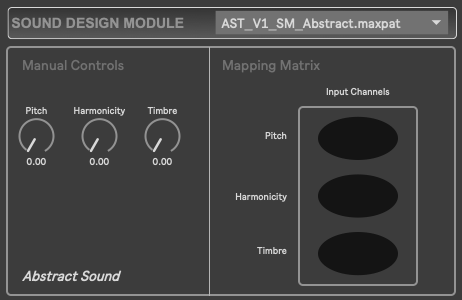 SOUND DESIGN MODULE
AST_V1_SM_Abstract.maxpat
Manual Controls
Pitch Harmonicity Timbre
0.00 0.00 0.00
Abstract Sound
Mapping Matrix
Input Channels
Pitch
Harmonicity
Timbre